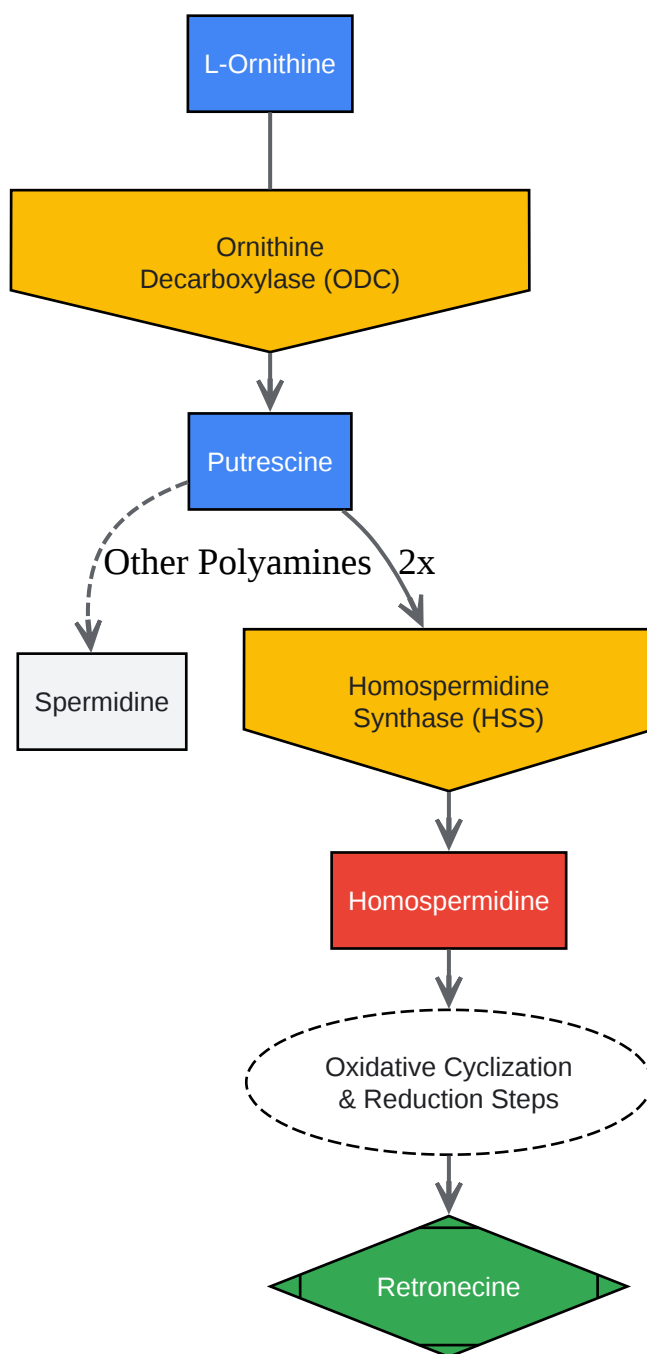 L-Ornithine
Ornithine
Decarboxylase (ODC)
Putrescine
Other Polyamines
2x
Spermidine
Homospermidine
Synthase (HSS)
Homospermidine
Oxidative Cyclization
& Reduction Steps
Retronecine